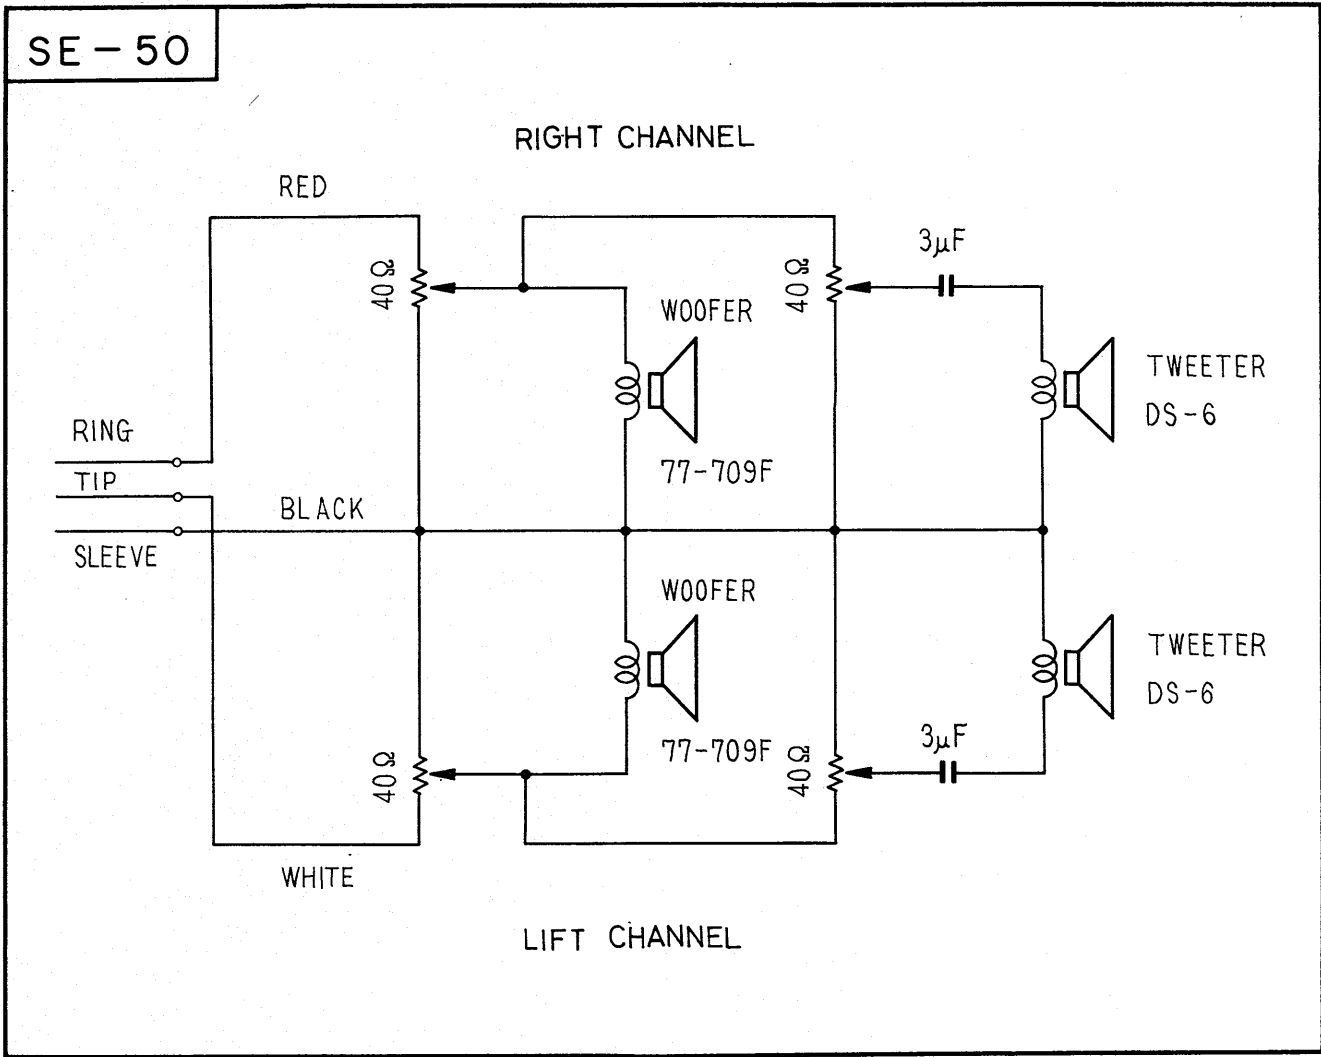 SE-50
RIGHT CHANNEL
RED
3μF
40Ω
40Ω
WOOFER
TWEETER
DS-6
RING
77-709F
TIP
BLACK
SLEEVE
WOOFER
TWEETER
DS-6
77-709F
3μF
40Ω
40Ω
WHITE
LIFT CHANNEL